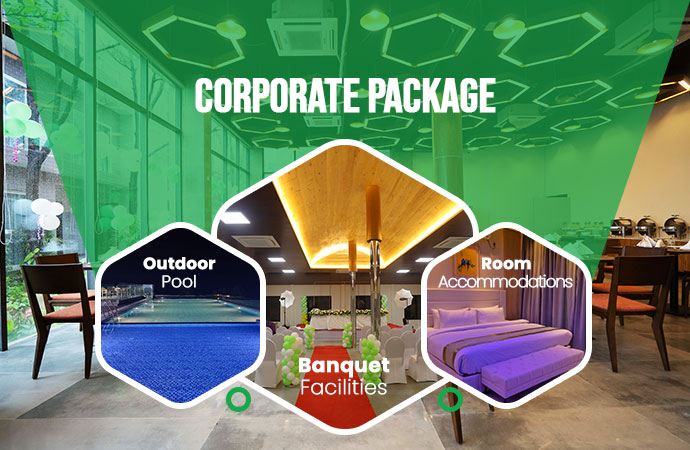 CORPORATE PACKAGE
Outdoor
Pool
Room
Accommodations
Banquet
Facilities